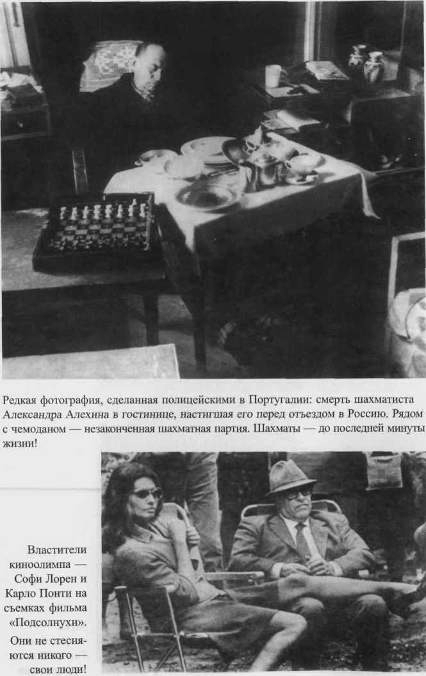 Редкая фотография, сделанная полицейскими в Португалии: смерть шахматиста
Александра Алехина в гостинице, настигшая его перед отъездом в Россию. Рядом
с чемоданом — незаконченная шахматная партия. Шахматы — до последней минуты
жизни!
Властители
киноолимпа —
Софи Лорен и
Карло Понти на
съемках фильма
«Подсолнухи».
Они не стесня-
ются никого —
свои люди!